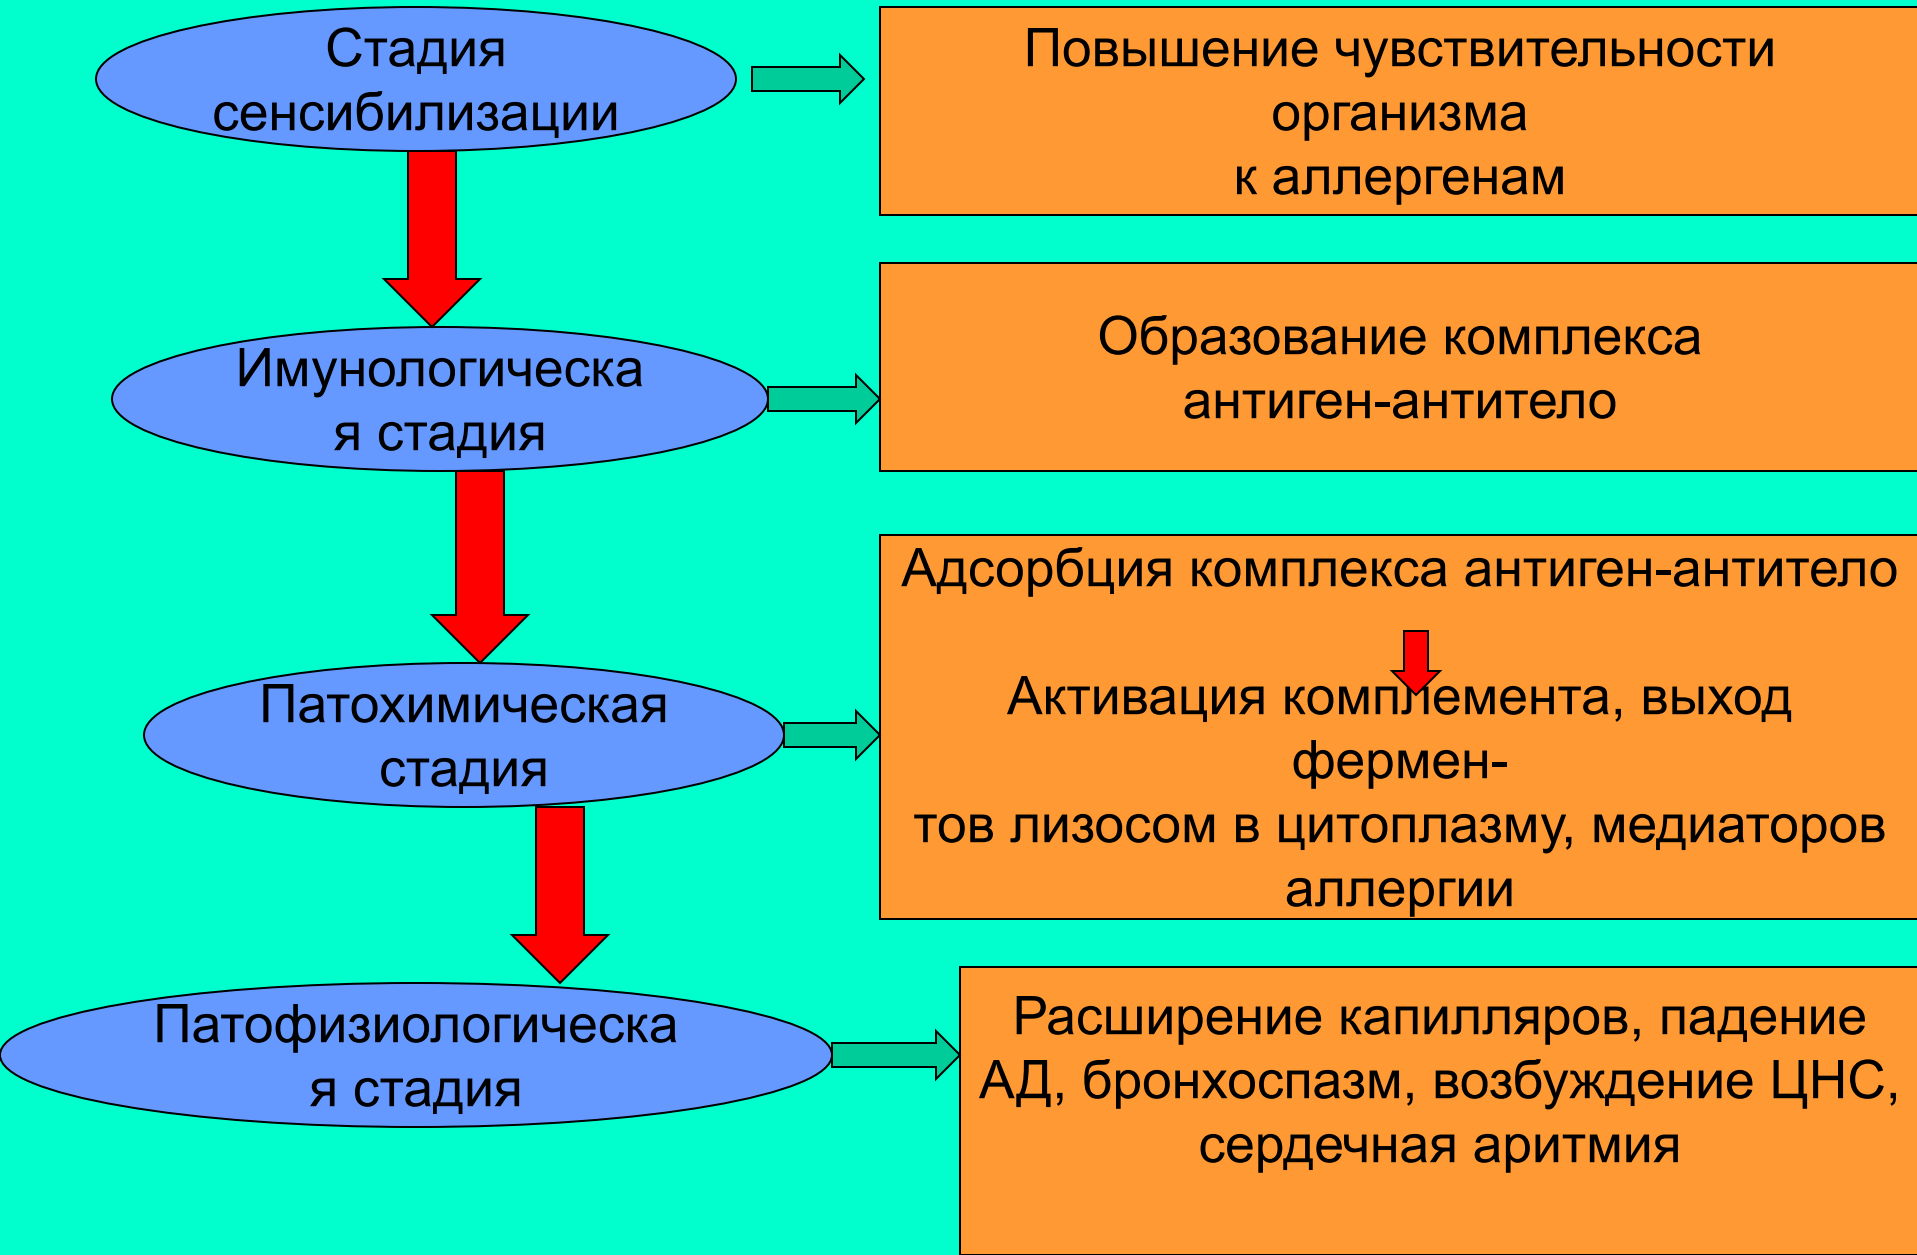 Стадия
сенсибилизации
Повышение чувствительности
организма
к аллергенам
Имунологическа
я стадия
Образование комплекса
антиген-антитело
Патохимическая
стадия
Адсорбция комплекса антиген-антитело
Активация комплемента, выход
фермен-
тов лизосом в цитоплазму, медиаторов
аллергии
Патофизиологическа
я стадия
Расширение капилляров, падение
АД, бронхоспазм, возбуждение ЦНС,
сердечная аритмия